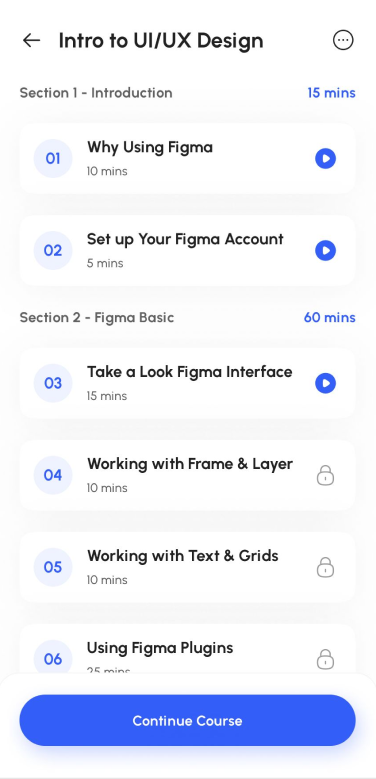 Intro to UI/UX Design
Section 1 - Introduction 15 mins
01 Why Using Figma
10 mins
02 Set up Your Figma Account
5 mins
Section 2 - Figma Basic 60 mins
03 Take a Look Figma Interface
15 mins
04 Working with Frame & Layer
10 mins
05 Working with Text & Grids
10 mins
06 Using Figma Plugins
25 mins
Continue Course